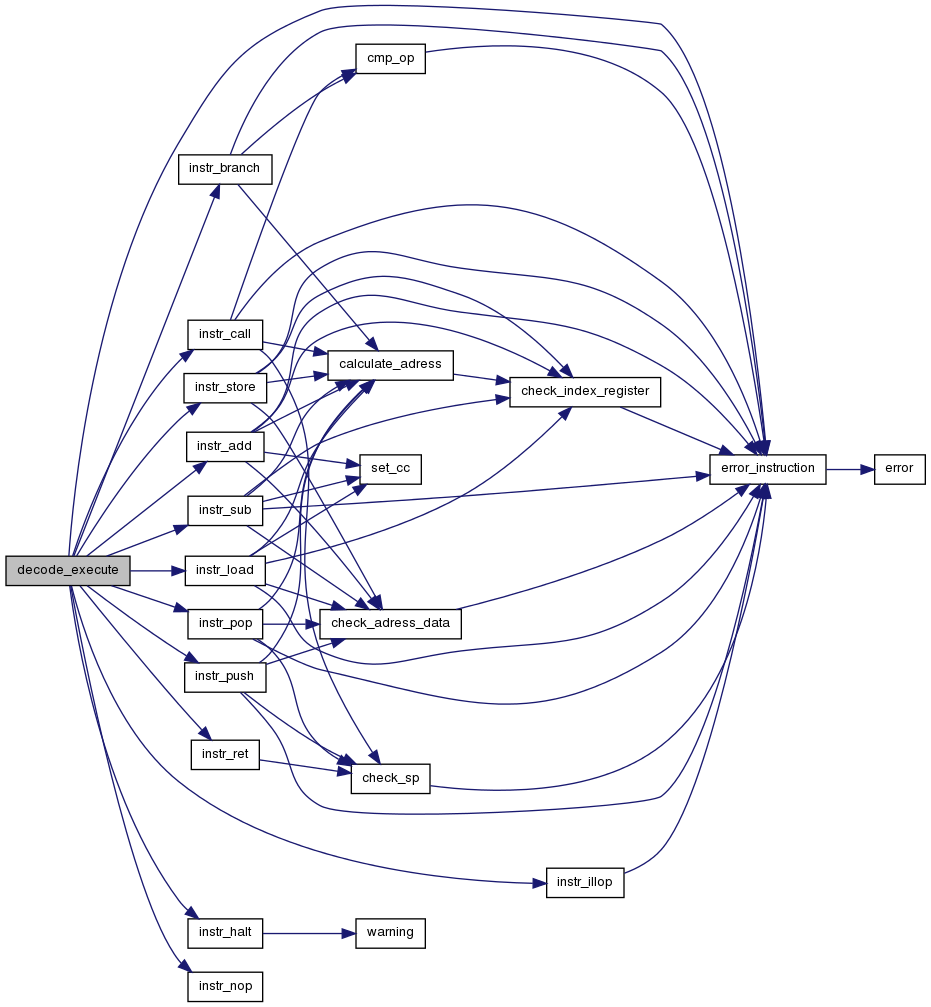 cmp_op
instr_branch
instr_call
calculate_adress
instr_store
check_index_register
instr_add
set_cc
error_instruction
error
instr_sub
decode_execute
instr_load
instr_pop
check_adress_data
instr_push
instr_ret
check_sp
instr_illop
instr_halt
warning
instr_nop